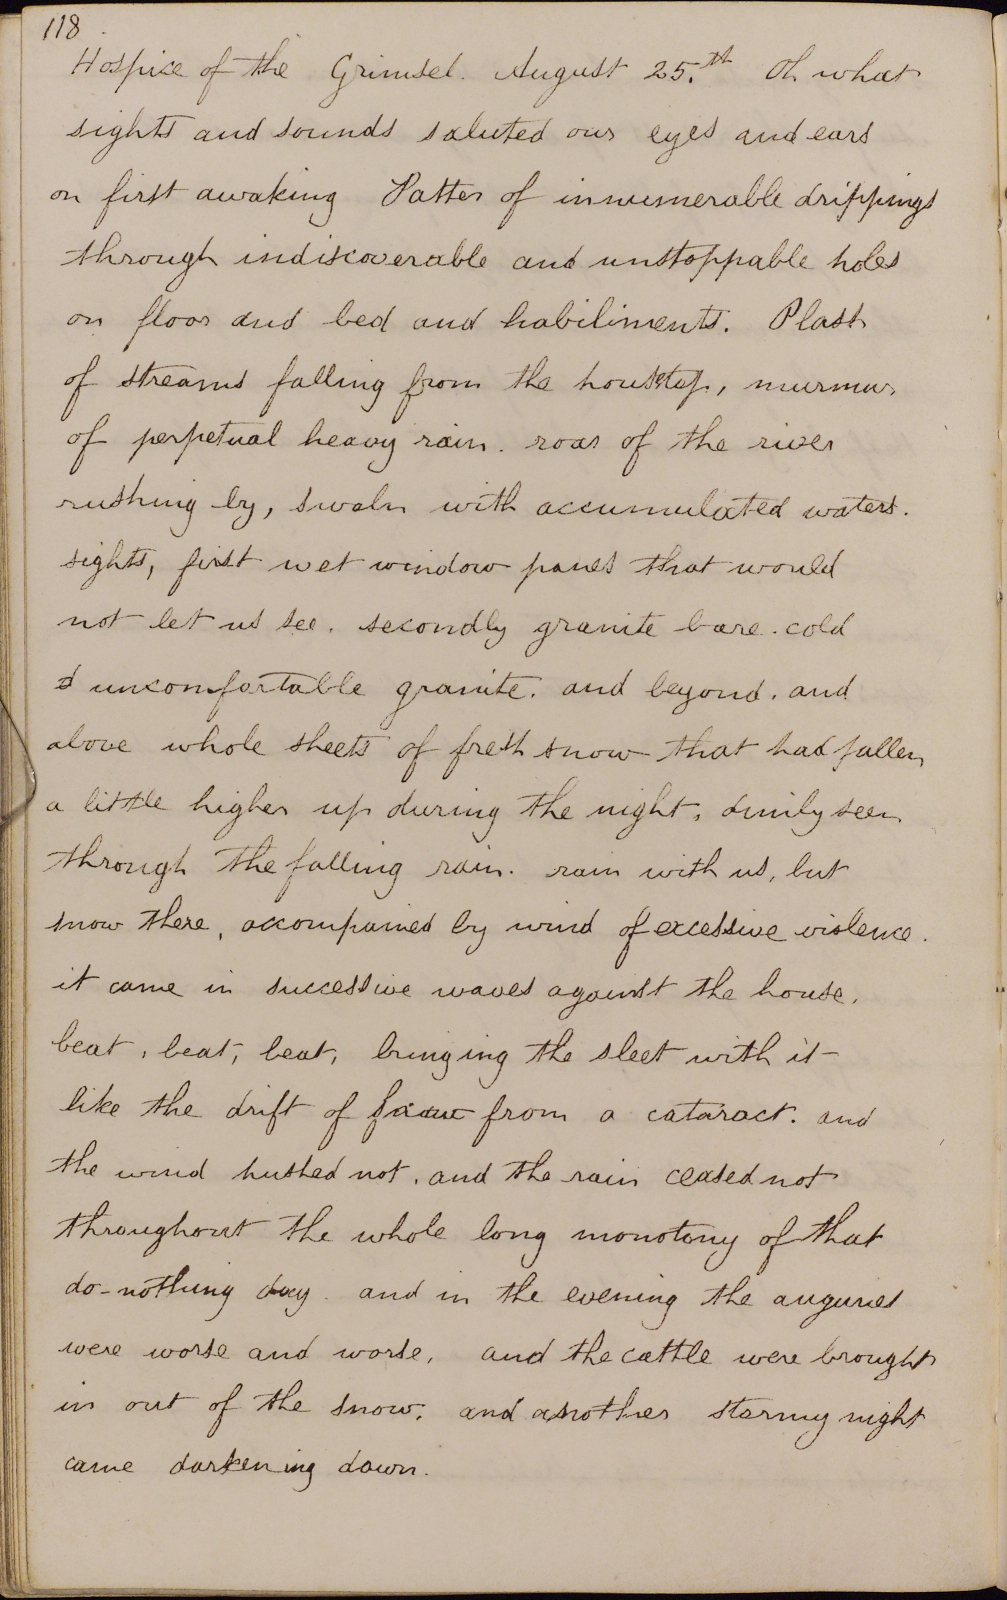 118
Hospice of the Grimsel. August 25.th Oh what
sights and sounds saluted our eyes and ears
on first awaking Patter of innumerable drippings
through indiscoverable and unstoppable holes
on floor and bed and habiliments. Plash
of streams falling from the housetop, murmur
of perpetual heavy rain. roar of the river
rushing by, swoln with accumulated waters.
sights, first wet window panes that would
not let us see. secondly granite bare. cold
& uncomfortable granite. and beyond. and
above whole sheets of fresh snow that had fallen
a little higher up during the night, dimly seen
through the falling rain. rain with us, but
snow there, accompanied by wind of excessive violence.
it came in successive waves against the house,
beat, beat, beat, bringing the sleet with it
like the drift of from a cataract. and
the wind hushed not, and the rain ceased not
throughout the whole long monotony of that
do-nothing day. and in the evening the auguries
were worse and worse, and the cattle were brought
in out of the snow. and another stormy night
came darkening down.